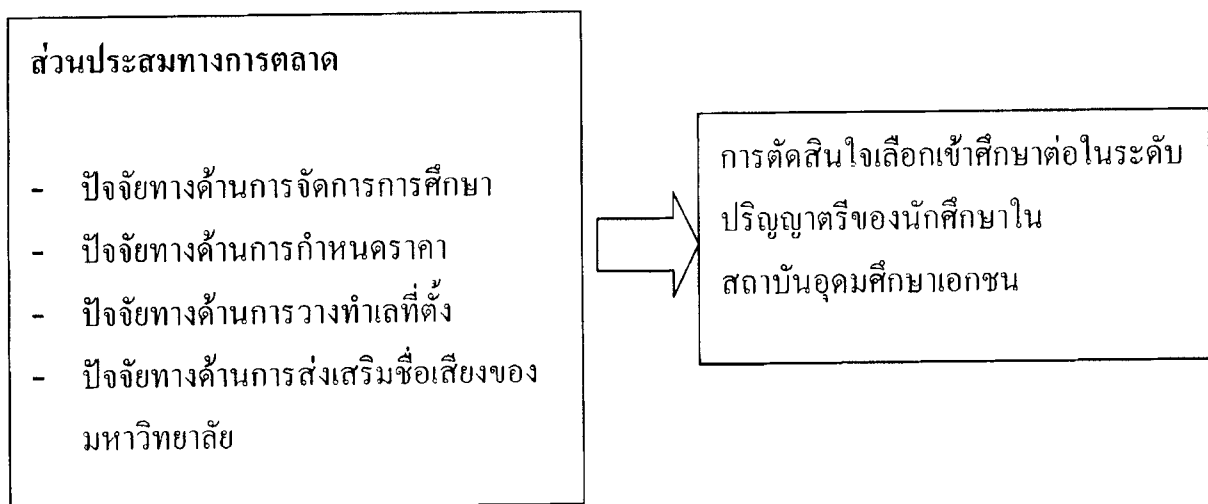 ส่วนประสมทางการตลาด
- ปัจจัยทางด้านการจัดการการศึกษา
- ปัจจัยทางด้านการกำหนดราคา
- ปัจจัยทางด้านการวางทำเลที่ตั้ง
- ปัจจัยทางด้านการส่งเสริมชื่อเสียงของ
มหาวิทยาลัย
การตัดสินใจเลือกเข้าศึกษาต่อในระดับ
ปริญญาตรีของนักศึกษาใน
สถาบันอุดมศึกษาเอกชน